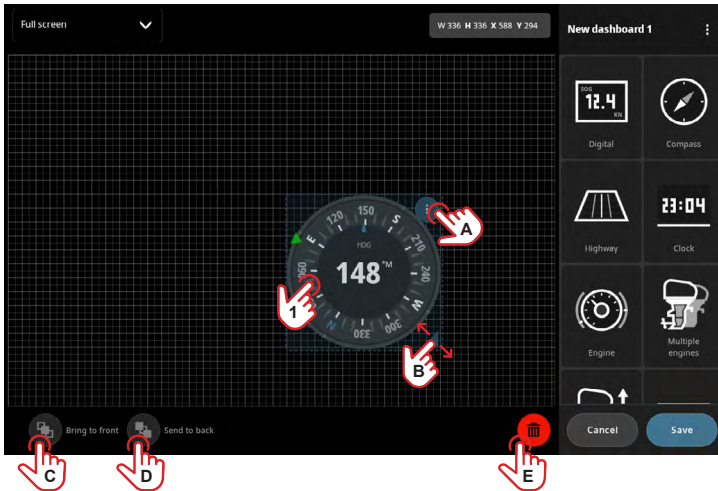 Full screen
W 336 H 336 X 588 Y 294
New dashboard 1
SOG
12.4
KN
Digital
Compass
Highway
23:04
Clock
Engine
Multiple
engines
120
150
S
210
240
W
300
330
N
060
E
HDG
148°M
1
A
B
Bring to front
Send to back
Cancel
Save
C
D
E